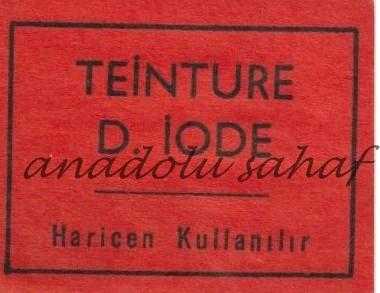 TEİNTURE
D. İODE
anadolu sahaf
Haricen Kullanılır